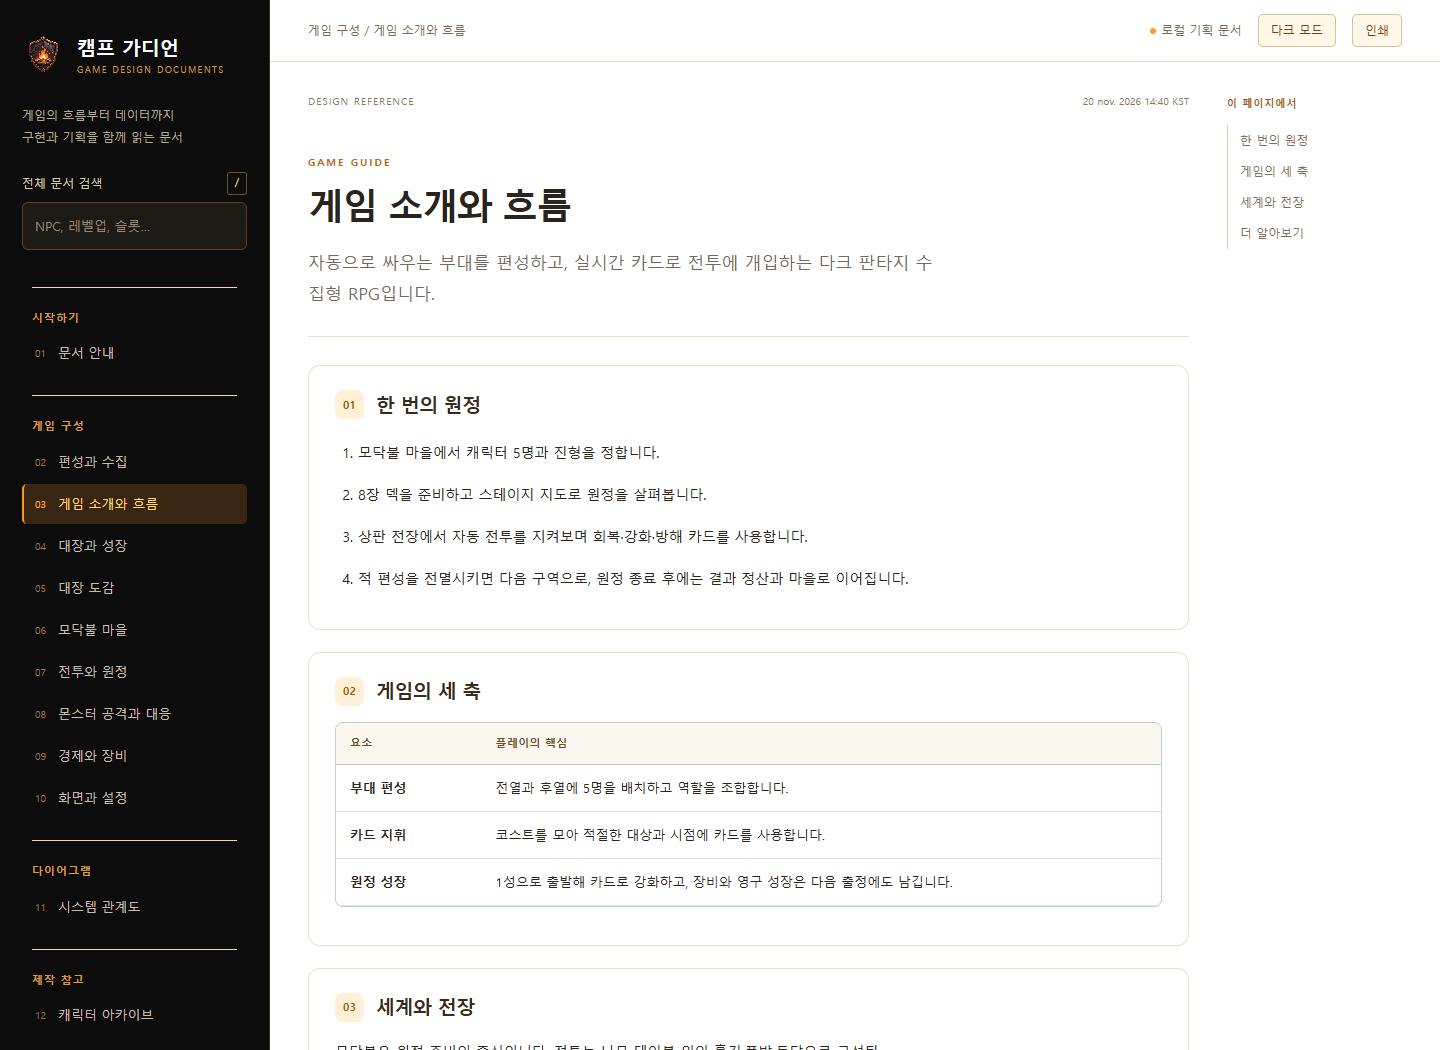 캠프 가디언
GAME DESIGN DOCUMENTS
게임의 흐름부터 데이터까지
구현과 기획을 함께 읽는 문서
전체 문서 검색
/
NPC, 레벨업, 슬롯...
시작하기
01 문서 안내
게임 구성
02 편성과 수집
03 게임 소개와 흐름
04 대장과 성장
05 대장 도감
06 모닥불 마을
07 전투와 원정
08 몬스터 공격과 대응
09 경제와 장비
10 화면과 설정
다이어그램
11 시스템 관계도
제작 참고
12 캐릭터 아카이브
게임 구성 / 게임 소개와 흐름
로컬 기획 문서
다크 모드
인쇄
DESIGN REFERENCE
20 nov. 2026 14:40 KST
GAME GUIDE
게임 소개와 흐름
자동으로 싸우는 부대를 편성하고, 실시간 카드로 전투에 개입하는 다크 판타지 수
집형 RPG입니다.
01 한 번의 원정
1. 모닥불 마을에서 캐릭터 5명과 진형을 정합니다.
2. 8장 덱을 준비하고 스테이지 지도로 원정을 살펴봅니다.
3. 상판 전장에서 자동 전투를 지켜보며 회복·강화·방해 카드를 사용합니다.
4. 적 편성을 전멸시키면 다음 구역으로, 원정 종료 후에는 결과 정산과 마을로 이어집니다.
02 게임의 세 축
요소 플레이의 핵심
부대 편성 전열과 후열에 5명을 배치하고 역할을 조합합니다.
카드 지휘 코스트를 모아 적절한 대상과 시점에 카드를 사용합니다.
원정 성장 1성으로 출발해 카드로 강화하고, 장비와 영구 성장은 다음 출정에도 남깁니다.
03 세계와 전장
이 페이지에서
한 번의 원정
게임의 세 축
세계와 전장
더 알아보기